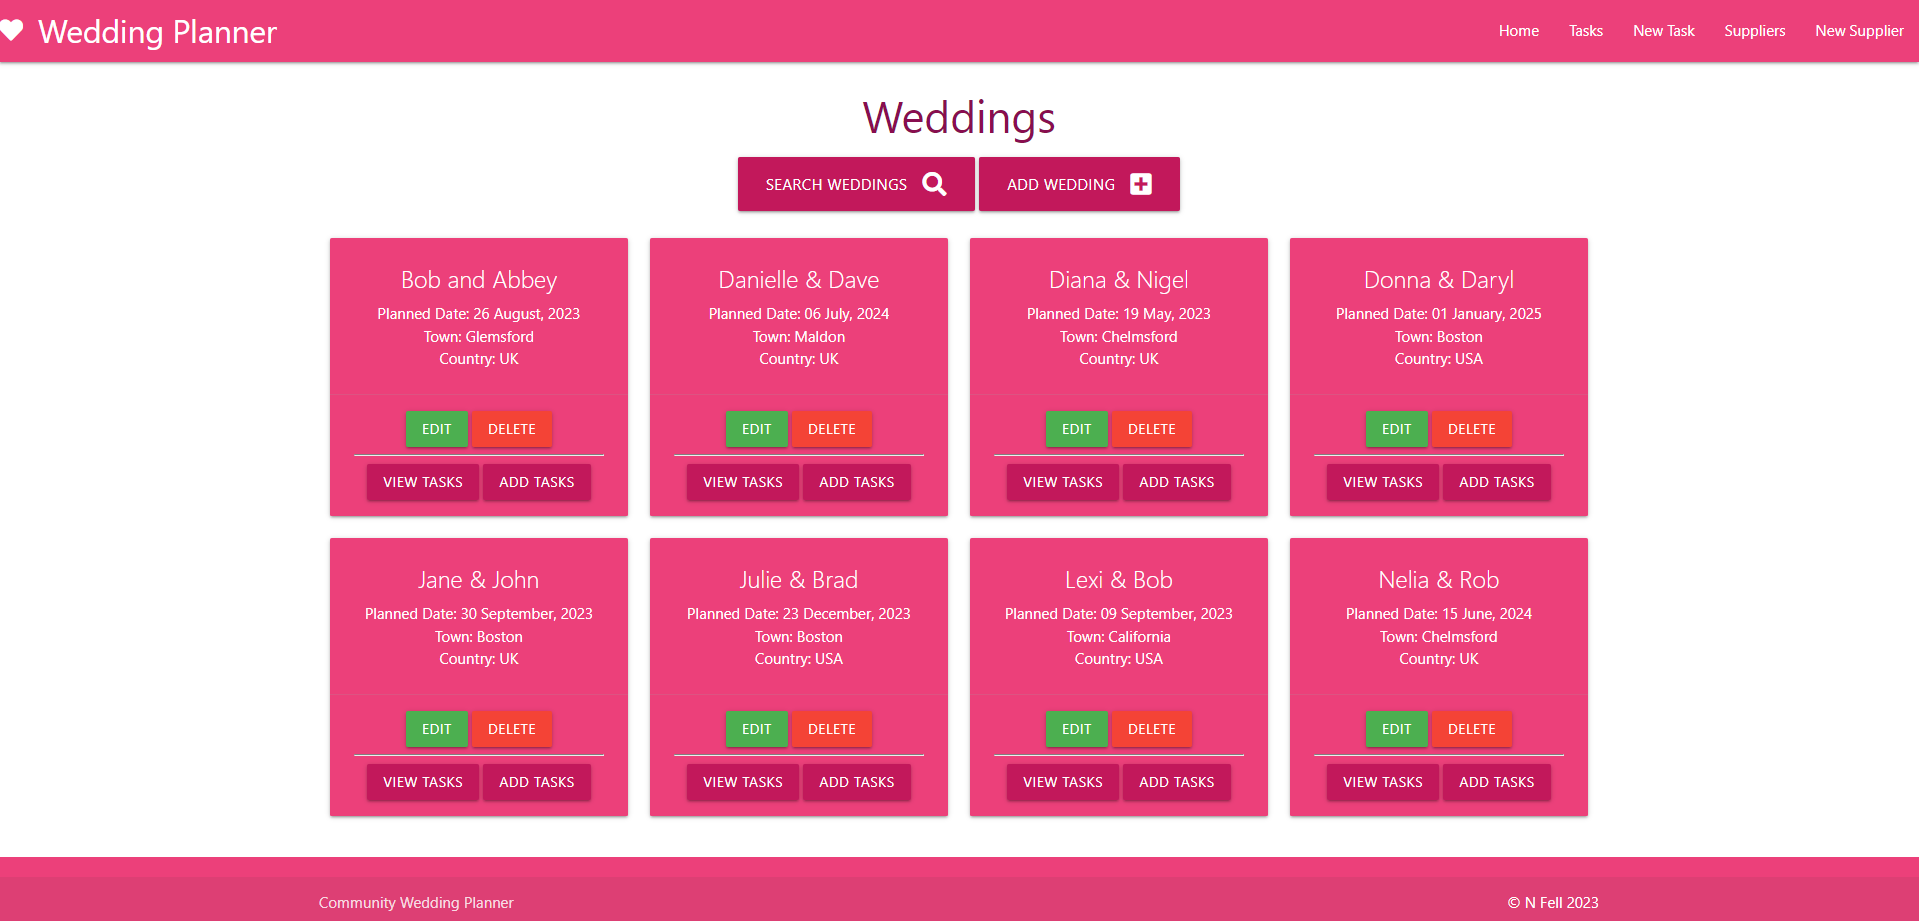 Wedding Planner
Home Tasks New Task Suppliers New Supplier
Weddings
SEARCH WEDDINGS ADD WEDDING
Bob and Abbey
Planned Date: 26 August, 2023
Town: Glemsford
Country: UK
EDIT DELETE
VIEW TASKS ADD TASKS
Danielle & Dave
Planned Date: 06 July, 2024
Town: Maldon
Country: UK
EDIT DELETE
VIEW TASKS ADD TASKS
Diana & Nigel
Planned Date: 19 May, 2023
Town: Chelmsford
Country: UK
EDIT DELETE
VIEW TASKS ADD TASKS
Donna & Daryl
Planned Date: 01 January, 2025
Town: Boston
Country: USA
EDIT DELETE
VIEW TASKS ADD TASKS
Jane & John
Planned Date: 30 September, 2023
Town: Boston
Country: UK
EDIT DELETE
VIEW TASKS ADD TASKS
Julie & Brad
Planned Date: 23 December, 2023
Town: Boston
Country: USA
EDIT DELETE
VIEW TASKS ADD TASKS
Lexi & Bob
Planned Date: 09 September, 2023
Town: California
Country: USA
EDIT DELETE
VIEW TASKS ADD TASKS
Nelia & Rob
Planned Date: 15 June, 2024
Town: Chelmsford
Country: UK
EDIT DELETE
VIEW TASKS ADD TASKS
Community Wedding Planner
© N Fell 2023